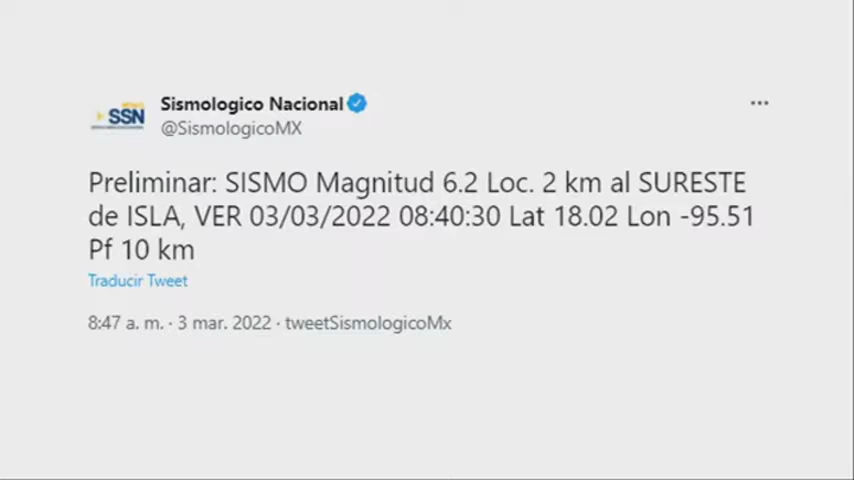 SSN
Sismologico Nacional
@SismologicoMX
Preliminar: SISMO Magnitud 6.2 Loc. 2 km al SURESTE
de ISLA, VER 03/03/2022 08:40:30 Lat 18.02 Lon -95.51
Pf 10 km
Traducir Tweet
8:47 a. m. · 3 mar. 2022 · tweetSismologicoMx